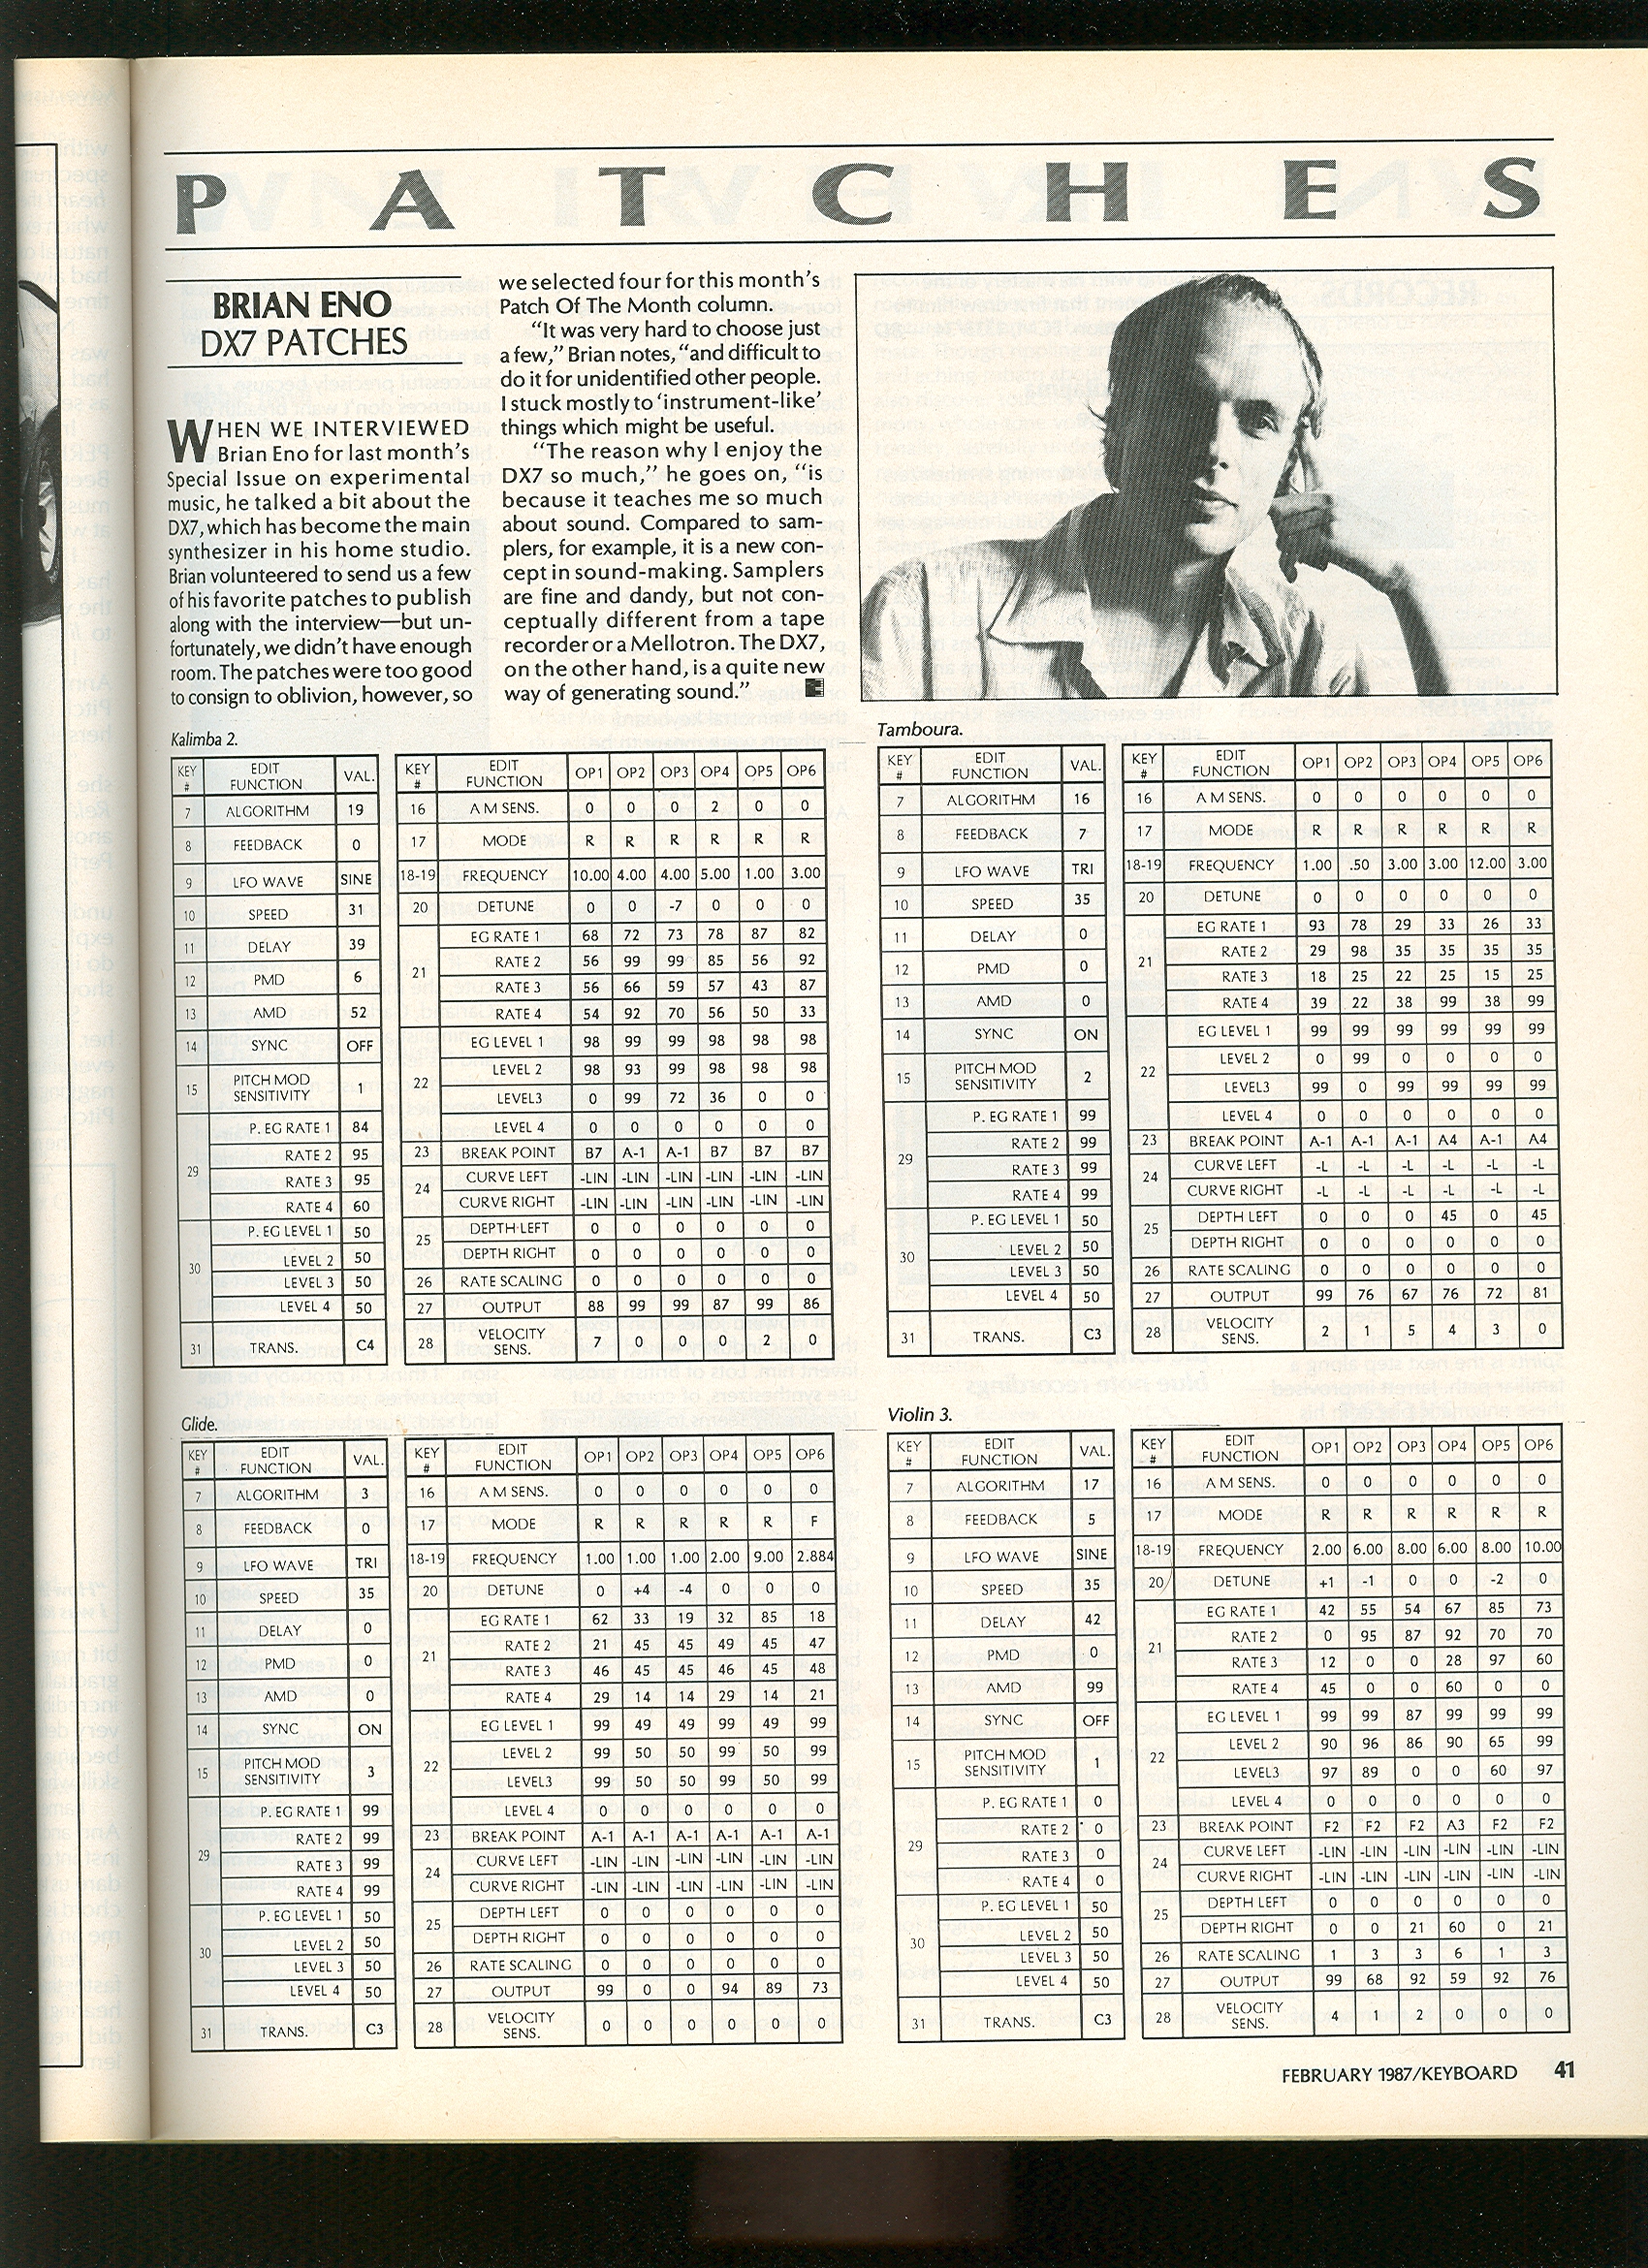 PATCHES
BRIAN ENO
DX7 PATCHES
WHEN WE INTERVIEWED
Brian Eno for last month's
Special Issue on experimental
music, he talked a bit about the
DX7, which has become the main
synthesizer in his home studio.
Brian volunteered to send us a few
of his favorite patches to publish
along with the interview—but un-
fortunately, we didn't have enough
room. The patches were too good
to consign to oblivion, however, so
we selected four for this month's
Patch Of The Month column.
"It was very hard to choose just
a few," Brian notes, "and difficult to
do it for unidentified other people.
I stuck mostly to 'instrument-like'
things which might be useful.
"The reason why I enjoy the
DX7 so much," he goes on, "is
because it teaches me so much
about sound. Compared to sam-
plers, for example, it is a new con-
cept in sound-making. Samplers
are fine and dandy, but not con-
ceptually different from a tape
recorder or a Mellotron. The DX7,
on the other hand, is a quite new
way of generating sound."
Kalimba 2.
KEY # EDIT FUNCTION VAL.
7 ALGORITHM 19
8 FEEDBACK 0
9 LFO WAVE SINE
10 SPEED 31
11 DELAY 39
12 PMD 6
13 AMD 52
14 SYNC OFF
15 PITCH MOD SENSITIVITY 1
29 P. EG RATE 1 84
RATE 2 95
RATE 3 95
RATE 4 60
30 P. EG LEVEL 1 50
LEVEL 2 50
LEVEL 3 50
LEVEL 4 50
31 TRANS. C4
KEY # EDIT FUNCTION OP1 OP2 OP3 OP4 OP5 OP6
16 A M SENS. 0 0 0 2 0 0
17 MODE R R R R R R
18-19 FREQUENCY 10.00 4.00 4.00 5.00 1.00 3.00
20 DETUNE 0 0 -7 0 0 0
21 EG RATE 1 68 72 73 78 87 82
RATE 2 56 99 99 85 56 92
RATE 3 56 66 59 57 43 87
RATE 4 54 92 70 56 50 33
22 EG LEVEL 1 98 99 99 98 98 98
LEVEL 2 98 93 99 98 98 98
LEVEL3 0 99 72 36 0 0
LEVEL 4 0 0 0 0 0 0
23 BREAK POINT B7 A-1 A-1 B7 B7 B7
24 CURVE LEFT -LIN -LIN -LIN -LIN -LIN -LIN
CURVE RIGHT -LIN -LIN -LIN -LIN -LIN -LIN
25 DEPTH LEFT 0 0 0 0 0 0
DEPTH RIGHT 0 0 0 0 0 0
26 RATE SCALING 0 0 0 0 0 0
27 OUTPUT 88 99 99 87 99 86
28 VELOCITY SENS. 7 0 0 0 2 0
Tamboura.
KEY # EDIT FUNCTION VAL.
7 ALGORITHM 16
8 FEEDBACK 7
9 LFO WAVE TRI
10 SPEED 35
11 DELAY 0
12 PMD 0
13 AMD 0
14 SYNC ON
15 PITCH MOD SENSITIVITY 2
29 P. EG RATE 1 99
RATE 2 99
RATE 3 99
RATE 4 99
30 P. EG LEVEL 1 50
LEVEL 2 50
LEVEL 3 50
LEVEL 4 50
31 TRANS. C3
KEY # EDIT FUNCTION OP1 OP2 OP3 OP4 OP5 OP6
16 A M SENS. 0 0 0 0 0 0
17 MODE R R R R R R
18-19 FREQUENCY 1.00 .50 3.00 3.00 12.00 3.00
20 DETUNE 0 0 0 0 0 0
21 EG RATE 1 93 78 29 33 26 33
RATE 2 29 98 35 35 35 35
RATE 3 18 25 22 25 15 25
RATE 4 39 22 38 99 38 99
22 EG LEVEL 1 99 99 99 99 99 99
LEVEL 2 0 99 0 0 0 0
LEVEL3 99 0 99 99 99 99
LEVEL 4 0 0 0 0 0 0
23 BREAK POINT A-1 A-1 A-1 A4 A-1 A4
24 CURVE LEFT -L -L -L -L -L -L
CURVE RIGHT -L -L -L -L -L -L
25 DEPTH LEFT 0 0 0 45 0 45
DEPTH RIGHT 0 0 0 0 0 0
26 RATE SCALING 0 0 0 0 0 0
27 OUTPUT 99 76 67 76 72 81
28 VELOCITY SENS. 2 1 5 4 3 0
Glide.
KEY # EDIT FUNCTION VAL.
7 ALGORITHM 3
8 FEEDBACK 0
9 LFO WAVE TRI
10 SPEED 35
11 DELAY 0
12 PMD 0
13 AMD 0
14 SYNC ON
15 PITCH MOD SENSITIVITY 3
29 P. EG RATE 1 99
RATE 2 99
RATE 3 99
RATE 4 99
30 P. EG LEVEL 1 50
LEVEL 2 50
LEVEL 3 50
LEVEL 4 50
31 TRANS. C3
KEY # EDIT FUNCTION OP1 OP2 OP3 OP4 OP5 OP6
16 A M SENS. 0 0 0 0 0 0
17 MODE R R R R R F
18-19 FREQUENCY 1.00 1.00 1.00 2.00 9.00 2.884
20 DETUNE 0 +4 -4 0 0 0
21 EG RATE 1 62 33 19 32 85 18
RATE 2 21 45 45 49 45 47
RATE 3 46 45 45 46 45 48
RATE 4 29 14 14 29 14 21
22 EG LEVEL 1 99 49 49 99 49 99
LEVEL 2 99 50 50 99 50 99
LEVEL3 99 50 50 99 50 99
LEVEL 4 0 0 0 0 0 0
23 BREAK POINT A-1 A-1 A-1 A-1 A-1 A-1
24 CURVE LEFT -LIN -LIN -LIN -LIN -LIN -LIN
CURVE RIGHT -LIN -LIN -LIN -LIN -LIN -LIN
25 DEPTH LEFT 0 0 0 0 0 0
DEPTH RIGHT 0 0 0 0 0 0
26 RATE SCALING 0 0 0 0 0 0
27 OUTPUT 99 0 0 94 89 73
28 VELOCITY SENS. 0 0 0 0 0 0
Violin 3.
KEY # EDIT FUNCTION VAL.
7 ALGORITHM 17
8 FEEDBACK 5
9 LFO WAVE SINE
10 SPEED 35
11 DELAY 42
12 PMD 0
13 AMD 99
14 SYNC OFF
15 PITCH MOD SENSITIVITY 1
29 P. EG RATE 1 0
RATE 2 0
RATE 3 0
RATE 4 0
30 P. EG LEVEL 1 50
LEVEL 2 50
LEVEL 3 50
LEVEL 4 50
31 TRANS. C3
KEY # EDIT FUNCTION OP1 OP2 OP3 OP4 OP5 OP6
16 A M SENS. 0 0 0 0 0 0
17 MODE R R R R R R
18-19 FREQUENCY 2.00 6.00 8.00 6.00 8.00 10.00
20 DETUNE +1 -1 0 0 -2 0
21 EG RATE 1 42 55 54 67 85 73
RATE 2 0 95 87 92 70 70
RATE 3 12 0 0 28 97 60
RATE 4 45 0 0 60 0 0
22 EG LEVEL 1 99 99 87 99 99 99
LEVEL 2 90 96 86 90 65 99
LEVEL3 97 89 0 0 60 97
LEVEL 4 0 0 0 0 0 0
23 BREAK POINT F2 F2 F2 A3 F2 F2
24 CURVE LEFT -LIN -LIN -LIN -LIN -LIN -LIN
CURVE RIGHT -LIN -LIN -LIN -LIN -LIN -LIN
25 DEPTH LEFT 0 0 0 0 0 0
DEPTH RIGHT 0 0 21 60 0 21
26 RATE SCALING 1 3 3 6 1 3
27 OUTPUT 99 68 92 59 92 76
28 VELOCITY SENS. 4 1 2 0 0 0
FEBRUARY 1987/KEYBOARD 41